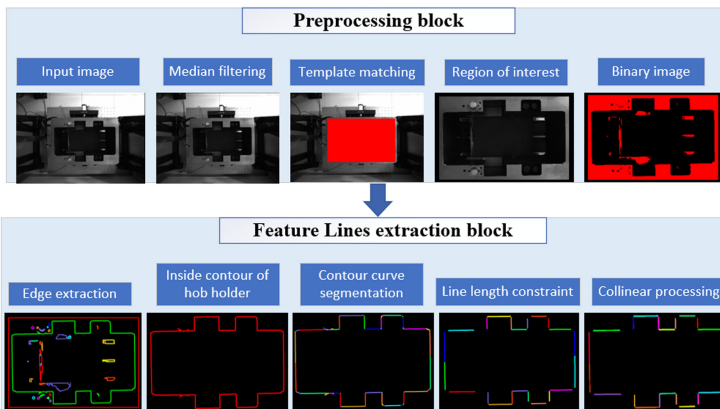 Preprocessing block
Input image
Median filtering
Template matching
Region of interest
Binary image
Feature Lines extraction block
Edge extraction
Inside contour of
hob holder
Contour curve
segmentation
Line length constraint
Collinear processing